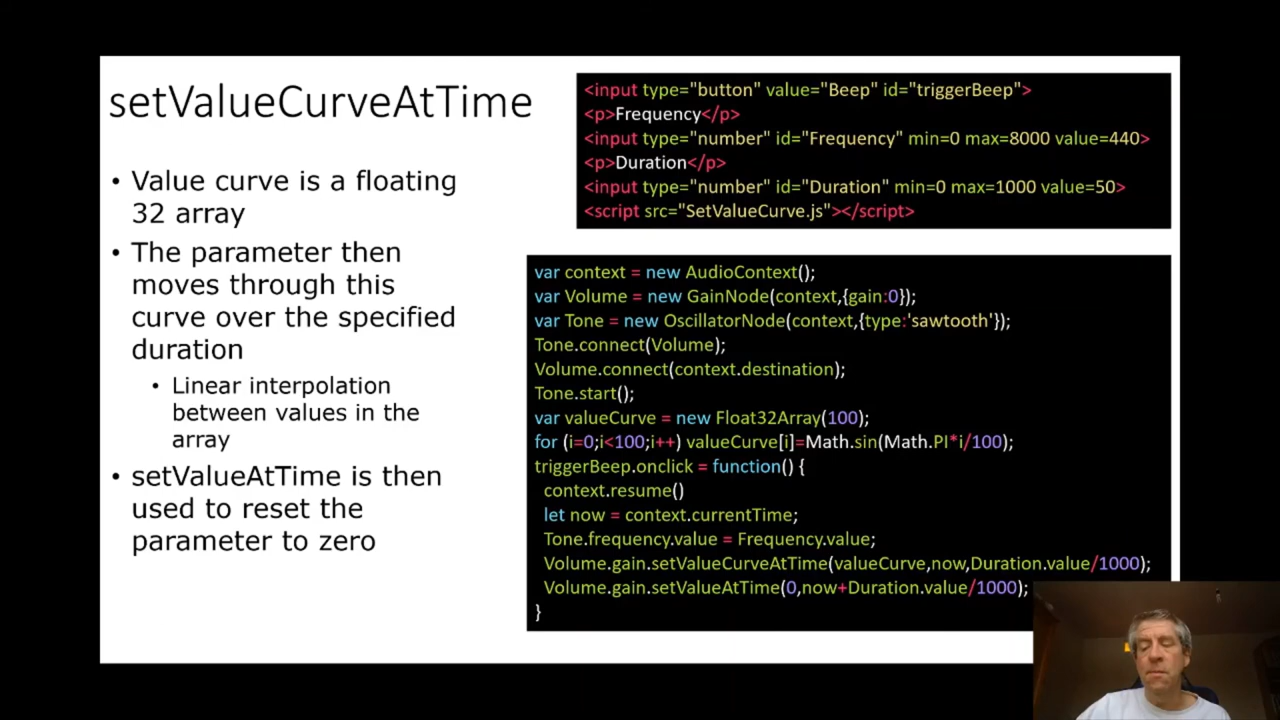 setValueCurveAtTime
• Value curve is a floating
32 array
• The parameter then
moves through this
curve over the specified
duration
• Linear interpolation
between values in the
array
• setValueAtTime is then
used to reset the
parameter to zero
<input type="button" value="Beep" id="triggerBeep">
<p>Frequency</p>
<input type="number" id="Frequency" min=0 max=8000 value=440>
<p>Duration</p>
<input type="number" id="Duration" min=0 max=1000 value=50>
<script src="SetValueCurve.js"></script>
var context = new AudioContext();
var Volume = new GainNode(context,{gain:0});
var Tone = new OscillatorNode(context,{type:'sawtooth'});
Tone.connect(Volume);
Volume.connect(context.destination);
Tone.start();
var valueCurve = new Float32Array(100);
for (i=0;i<100;i++) valueCurve[i]=Math.sin(Math.PI*i/100);
triggerBeep.onclick = function() {
context.resume()
let now = context.currentTime;
Tone.frequency.value = Frequency.value;
Volume.gain.setValueCurveAtTime(valueCurve,now,Duration.value/1000);
Volume.gain.setValueAtTime(0,now+Duration.value/1000);
}